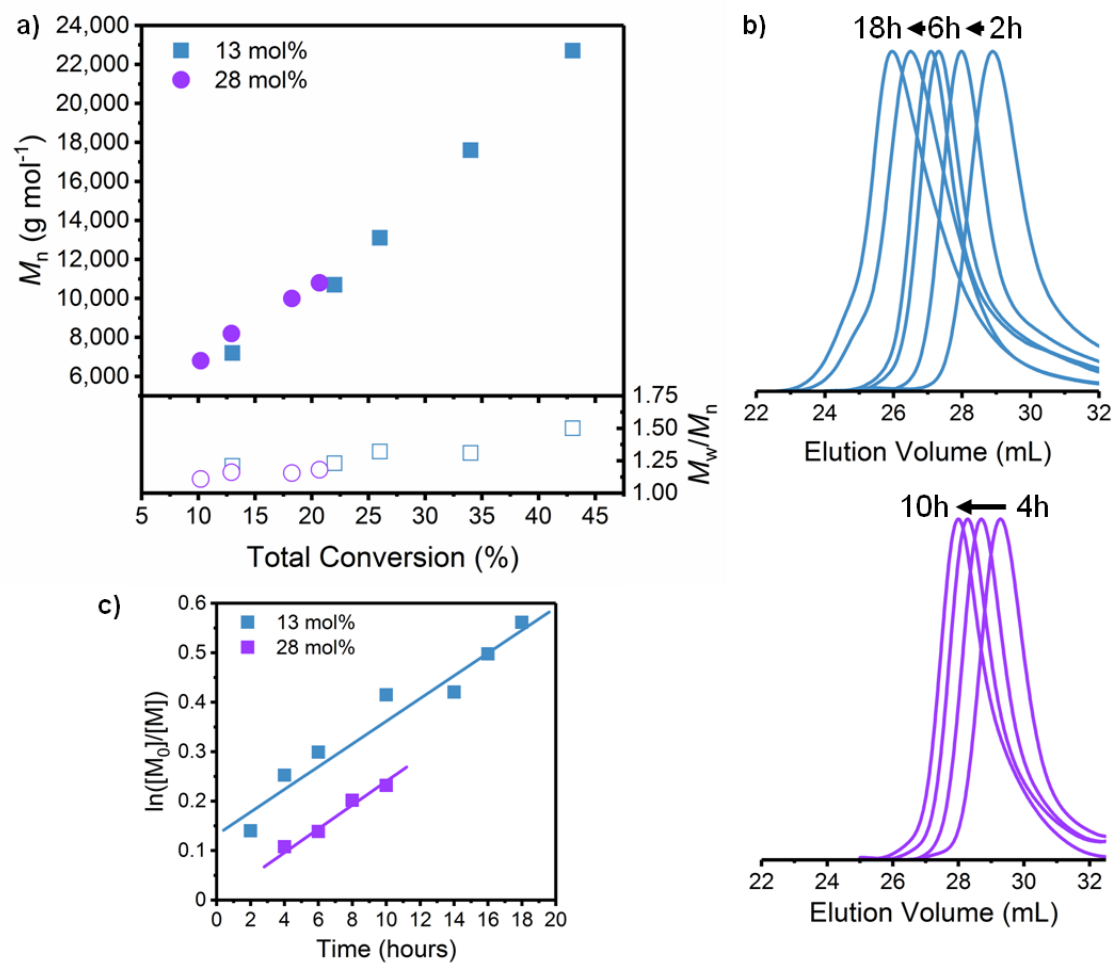 a)
24,000
22,000
20,000
18,000
16,000
14,000
12,000
10,000
8,000
6,000
Mn (g mol-1)
13 mol%
28 mol%
1.75
1.50
1.25
1.00
Mw/Mn
5 10 15 20 25 30 35 40 45
Total Conversion (%)
b)
18h 6h 2h
22 24 26 28 30 32
Elution Volume (mL)
10h 4h
22 24 26 28 30 32
Elution Volume (mL)
c)
0.6
0.5
0.4
0.3
0.2
0.1
0
ln([M0]/[M])
13 mol%
28 mol%
0 2 4 6 8 10 12 14 16 18 20
Time (hours)